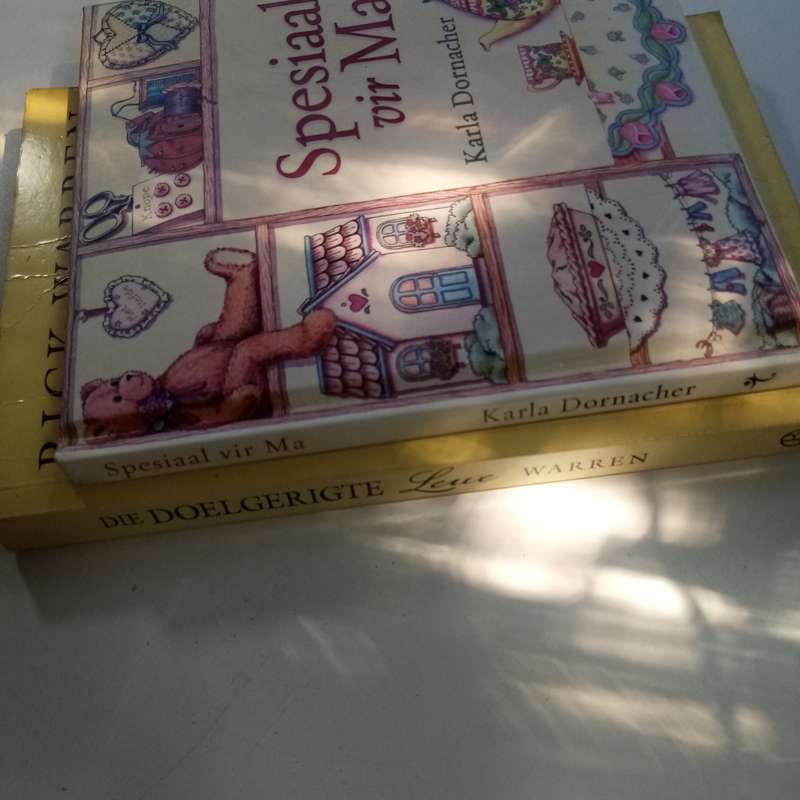 Spesiaal
vir Ma
Karla Dornacher
Knope
Spesiaal vir Ma
Karla Dornacher
DIE DOELGERIGTE Lewe WARREN
RICK WARREN